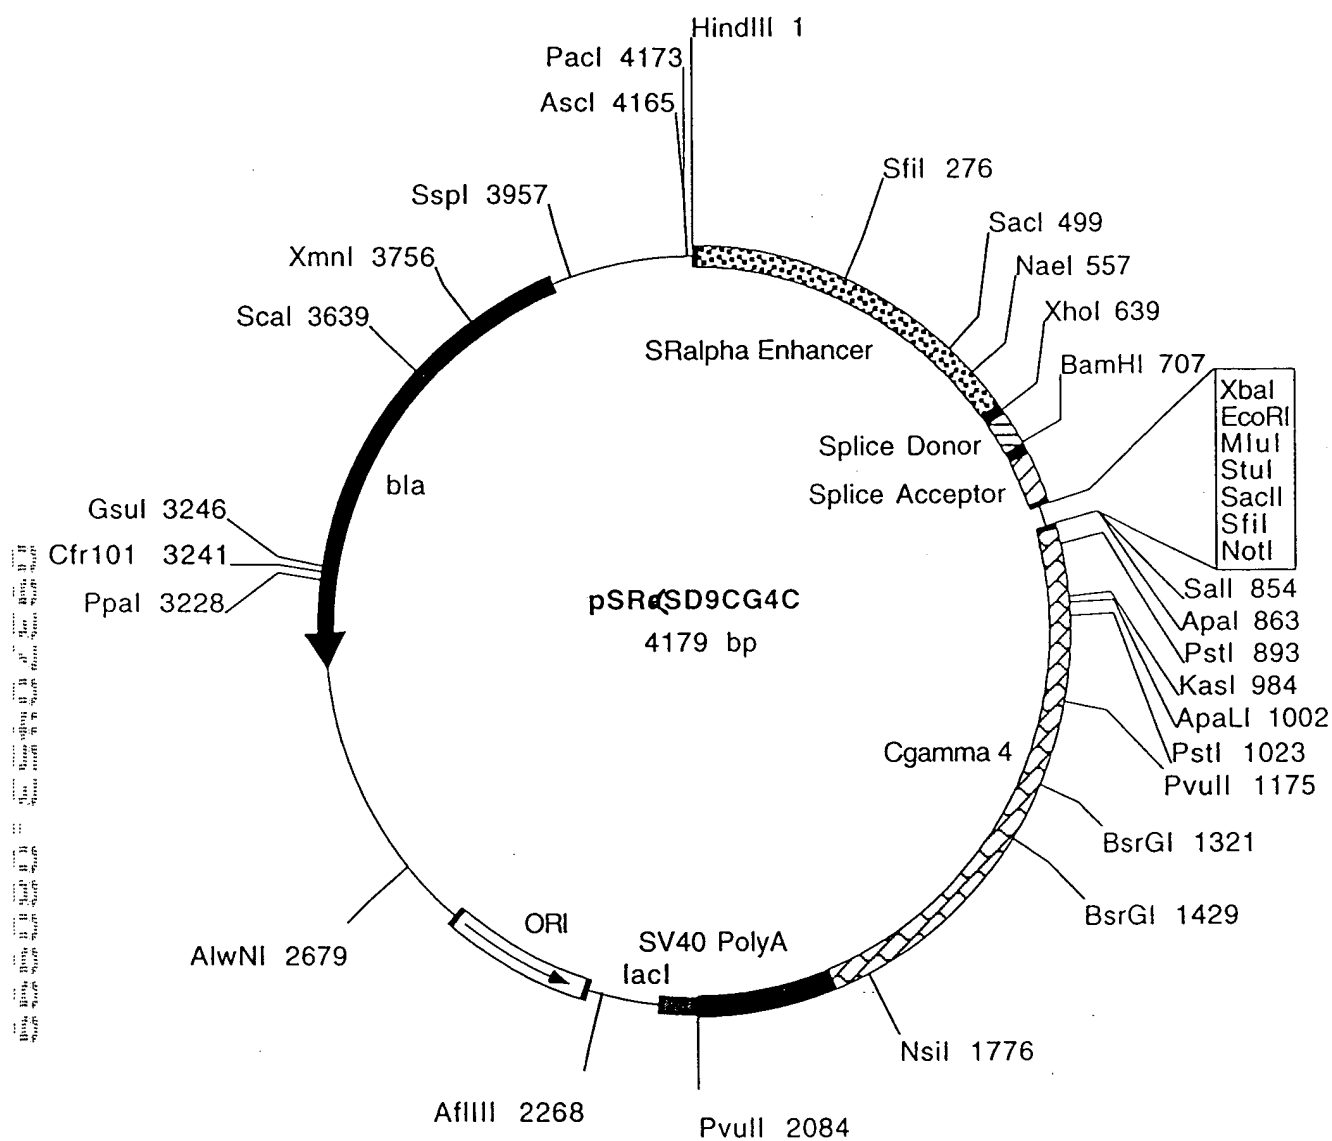 HindIII 1
PacI 4173
AscI 4165
SfiI 276
SspI 3957
SacI 499
XmnI 3756
NaeI 557
ScaI 3639
XhoI 639
SRalpha Enhancer
BamHI 707
XbaI
EcoRI
MluI
StuI
SacII
SfiI
NotI
Splice Donor
bla
Splice Acceptor
GsuI 3246
Cfr101 3241
PpaI 3228
SalI 854
ApaI 863
PstI 893
KasI 984
ApaLI 1002
PstI 1023
PvuII 1175
pSRαSD9CG4C
4179 bp
Cgamma 4
BsrGI 1321
BsrGI 1429
ORI
SV40 PolyA
lacI
AlwNI 2679
NsiI 1776
AflIII 2268
PvuII 2084